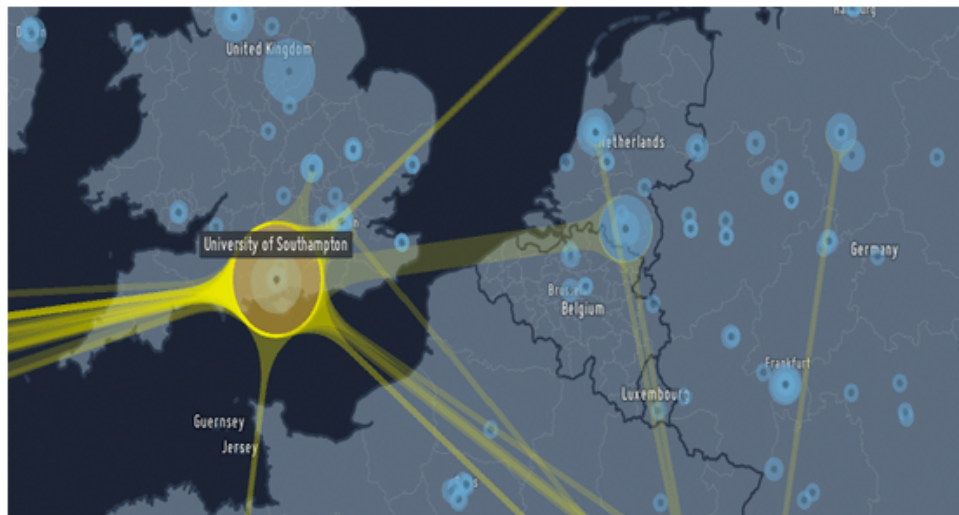 United Kingdom
Netherlands
University of Southampton
Germany
Belgium
Frankfurt
Luxembourg
Guernsey
Jersey